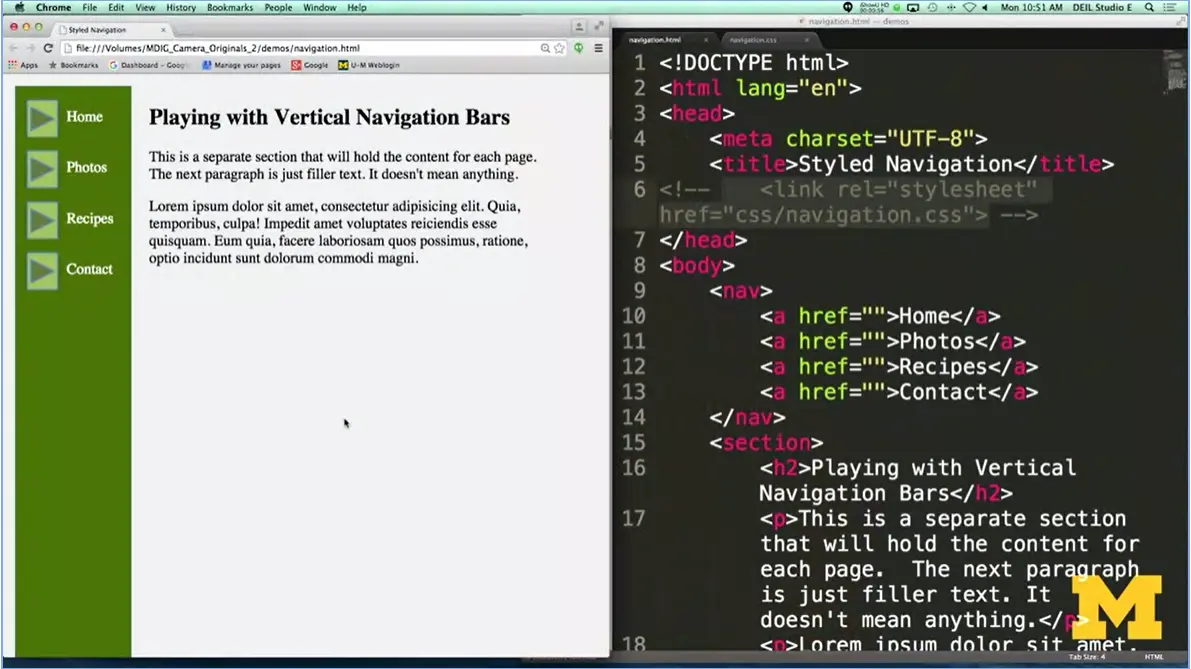 Chrome File Edit View History Bookmarks People Window Help
Mon 10:51 AM DEIL Studio E
Styled Navigation
file:///Volumes/MDIG_Camera_Originals_2/demos/navigation.html
Apps Bookmarks Dashboard - Goog Manage your pages Google U-M Weblogin
Home
Photos
Recipes
Contact
Playing with Vertical Navigation Bars
This is a separate section that will hold the content for each page.
The next paragraph is just filler text. It doesn't mean anything.
Lorem ipsum dolor sit amet, consectetur adipisicing elit. Quia,
temporibus, culpa! Impedit amet voluptates reiciendis esse
quisquam. Eum quia, facere laboriosam quos possimus, ratione,
optio incidunt sunt dolorum commodi magni.
navigation.html — demos
navigation.html navigation.css
1 <!DOCTYPE html>
2 <html lang="en">
3 <head>
4 <meta charset="UTF-8">
5 <title>Styled Navigation</title>
6 <!-- <link rel="stylesheet"
href="css/navigation.css"> -->
7 </head>
8 <body>
9 <nav>
10 <a href="">Home</a>
11 <a href="">Photos</a>
12 <a href="">Recipes</a>
13 <a href="">Contact</a>
14 </nav>
15 <section>
16 <h2>Playing with Vertical
Navigation Bars</h2>
17 <p>This is a separate section
that will hold the content for
each page. The next paragraph
is just filler text. It
doesn't mean anything.</p>
18 <p>Lorem ipsum dolor sit amet,
M
Tab Size: 4 HTML